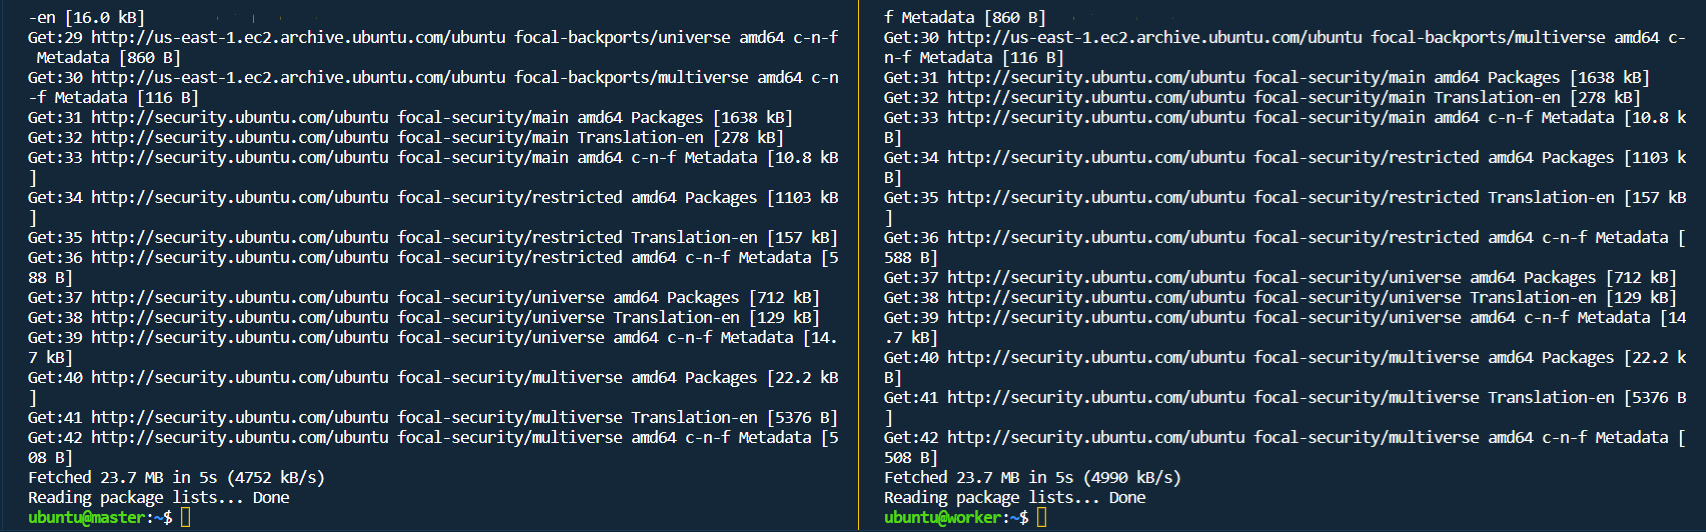 -en [16.0 kB]
Get:29 http://us-east-1.ec2.archive.ubuntu.com/ubuntu focal-backports/universe amd64 c-n-f
 Metadata [860 B]
Get:30 http://us-east-1.ec2.archive.ubuntu.com/ubuntu focal-backports/multiverse amd64 c-n
-f Metadata [116 B]
Get:31 http://security.ubuntu.com/ubuntu focal-security/main amd64 Packages [1638 kB]
Get:32 http://security.ubuntu.com/ubuntu focal-security/main Translation-en [278 kB]
Get:33 http://security.ubuntu.com/ubuntu focal-security/main amd64 c-n-f Metadata [10.8 kB
]
Get:34 http://security.ubuntu.com/ubuntu focal-security/restricted amd64 Packages [1103 kB
]
Get:35 http://security.ubuntu.com/ubuntu focal-security/restricted Translation-en [157 kB]
Get:36 http://security.ubuntu.com/ubuntu focal-security/restricted amd64 c-n-f Metadata [5
88 B]
Get:37 http://security.ubuntu.com/ubuntu focal-security/universe amd64 Packages [712 kB]
Get:38 http://security.ubuntu.com/ubuntu focal-security/universe Translation-en [129 kB]
Get:39 http://security.ubuntu.com/ubuntu focal-security/universe amd64 c-n-f Metadata [14.
7 kB]
Get:40 http://security.ubuntu.com/ubuntu focal-security/multiverse amd64 Packages [22.2 kB
]
Get:41 http://security.ubuntu.com/ubuntu focal-security/multiverse Translation-en [5376 B]
Get:42 http://security.ubuntu.com/ubuntu focal-security/multiverse amd64 c-n-f Metadata [5
08 B]
Fetched 23.7 MB in 5s (4752 kB/s)
Reading package lists... Done
ubuntu@master:~$
f Metadata [860 B]
Get:30 http://us-east-1.ec2.archive.ubuntu.com/ubuntu focal-backports/multiverse amd64 c-
n-f Metadata [116 B]
Get:31 http://security.ubuntu.com/ubuntu focal-security/main amd64 Packages [1638 kB]
Get:32 http://security.ubuntu.com/ubuntu focal-security/main Translation-en [278 kB]
Get:33 http://security.ubuntu.com/ubuntu focal-security/main amd64 c-n-f Metadata [10.8 k
B]
Get:34 http://security.ubuntu.com/ubuntu focal-security/restricted amd64 Packages [1103 k
B]
Get:35 http://security.ubuntu.com/ubuntu focal-security/restricted Translation-en [157 kB
]
Get:36 http://security.ubuntu.com/ubuntu focal-security/restricted amd64 c-n-f Metadata [
588 B]
Get:37 http://security.ubuntu.com/ubuntu focal-security/universe amd64 Packages [712 kB]
Get:38 http://security.ubuntu.com/ubuntu focal-security/universe Translation-en [129 kB]
Get:39 http://security.ubuntu.com/ubuntu focal-security/universe amd64 c-n-f Metadata [14
.7 kB]
Get:40 http://security.ubuntu.com/ubuntu focal-security/multiverse amd64 Packages [22.2 k
B]
Get:41 http://security.ubuntu.com/ubuntu focal-security/multiverse Translation-en [5376 B
]
Get:42 http://security.ubuntu.com/ubuntu focal-security/multiverse amd64 c-n-f Metadata [
508 B]
Fetched 23.7 MB in 5s (4990 kB/s)
Reading package lists... Done
ubuntu@worker:~$